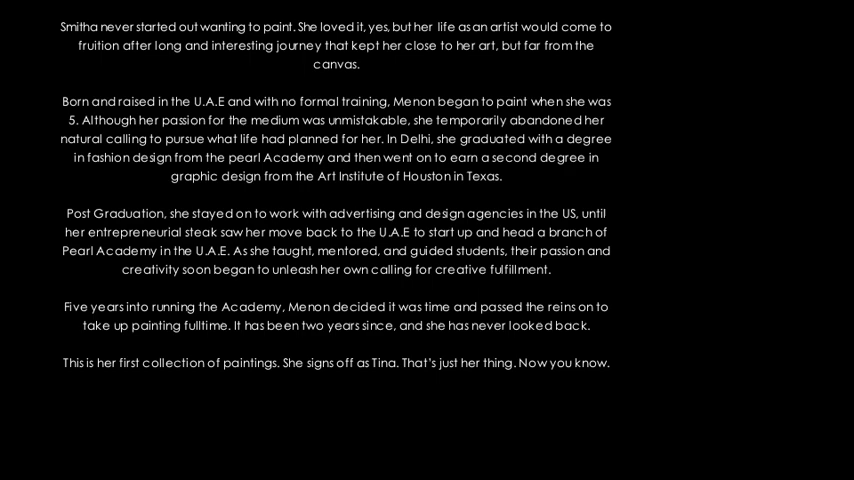 Smitha never started out wanting to paint. She loved it, yes, but her life as an artist would come to
fruition after long and interesting journey that kept her close to her art, but far from the
canvas.
Born and raised in the U.A.E and with no formal training, Menon began to paint when she was
5. Although her passion for the medium was unmistakable, she temporarily abandoned her
natural calling to pursue what life had planned for her. In Delhi, she graduated with a degree
in fashion design from the pearl Academy and then went on to earn a second degree in
graphic design from the Art Institute of Houston in Texas.
Post Graduation, she stayed on to work with advertising and design agencies in the US, until
her entrepreneurial steak saw her move back to the U.A.E to start up and head a branch of
Pearl Academy in the U.A.E. As she taught, mentored, and guided students, their passion and
creativity soon began to unleash her own calling for creative fulfillment.
Five years into running the Academy, Menon decided it was time and passed the reins on to
take up painting fulltime. It has been two years since, and she has never looked back.
This is her first collection of paintings. She signs off as Tina. That's just her thing. Now you know.